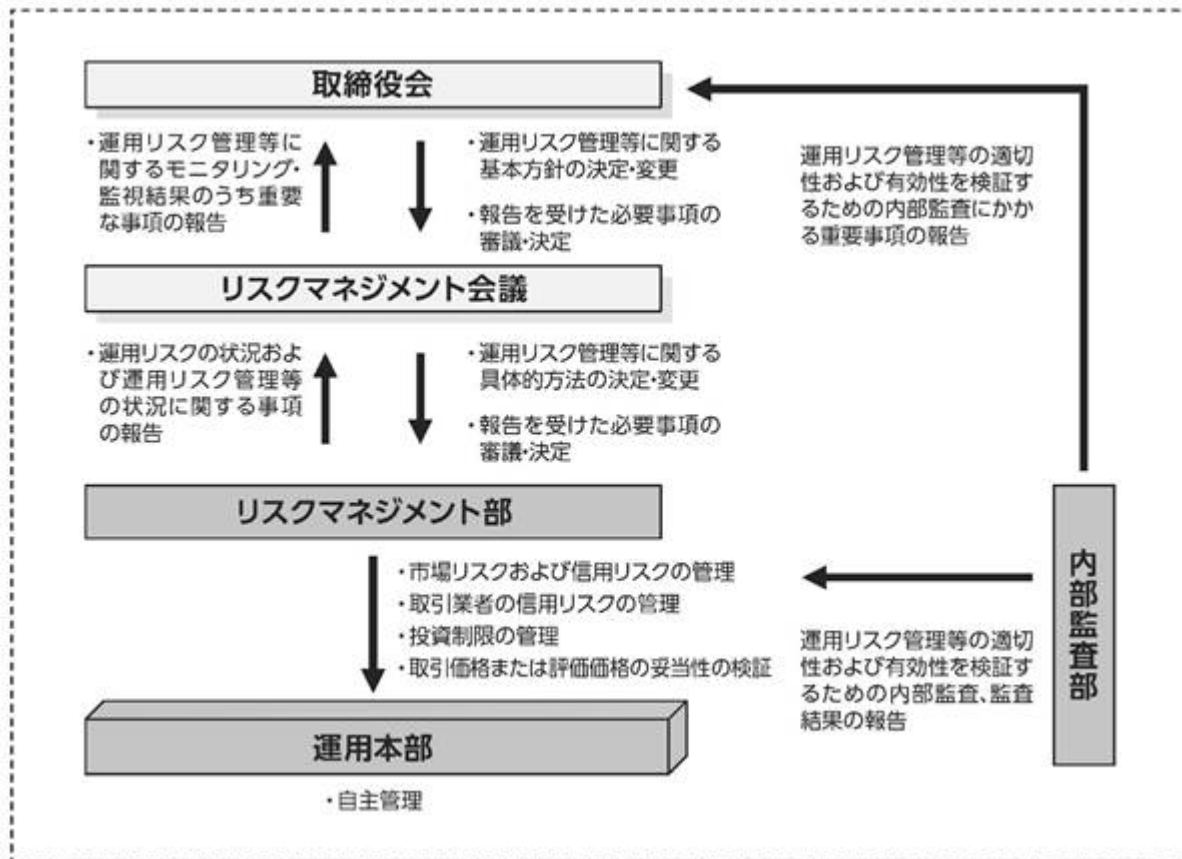 取締役会
・運用リスク管理等に
関するモニタリング・
監視結果のうち重要
な事項の報告
・運用リスク管理等に関する
基本方針の決定・変更
・報告を受けた必要事項の
審議・決定
運用リスク管理等の適切
性および有効性を検証す
るための内部監査にかか
る重要事項の報告
リスクマネジメント会議
・運用リスクの状況およ
び運用リスク管理等
の状況に関する事項
の報告
・運用リスク管理等に関する
具体的方法の決定・変更
・報告を受けた必要事項の
審議・決定
リスクマネジメント部
・市場リスクおよび信用リスクの管理
・取引業者の信用リスクの管理
・投資制限の管理
・取引価格または評価価格の妥当性の検証
運用リスク管理等の適切
性および有効性を検証す
るための内部監査、監査
結果の報告
内部監査部
運用本部
・自主管理